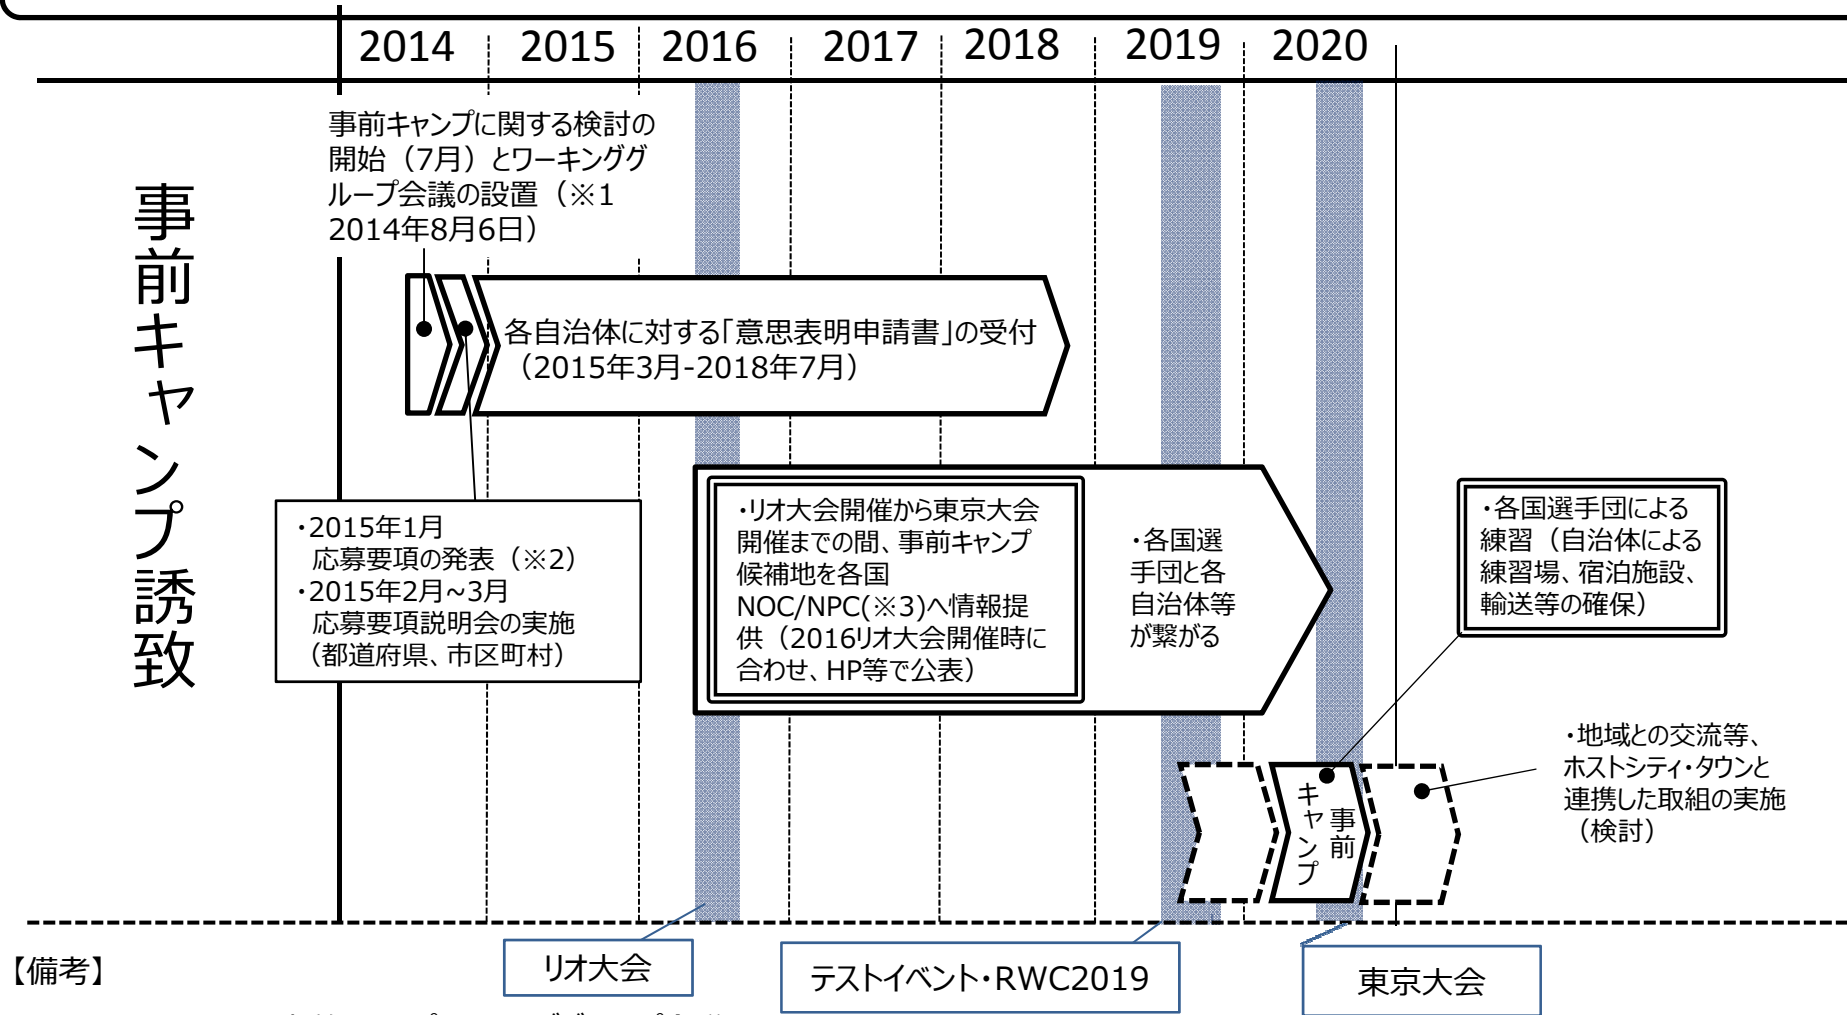 2014 2015 2016 2017 2018 2019 2020
事前キャンプ誘致
事前キャンプに関する検討の
開始（7月）とワーキンググ
ループ会議の設置（※1
2014年8月6日）
各自治体に対する「意思表明申請書」の受付
（2015年3月-2018年7月）
・2015年1月
応募要項の発表（※2）
・2015年2月~3月
応募要項説明会の実施
（都道府県、市区町村）
・リオ大会開催から東京大会
開催までの間、事前キャンプ
候補地を各国
NOC/NPC(※3)へ情報提
供（2016リオ大会開催時に
合わせ、HP等で公表）
・各国選
手団と各
自治体等
が繋がる
・各国選手団による
練習（自治体による
練習場、宿泊施設、
輸送等の確保）
事前
キャンプ
・地域との交流等、
ホストシティ・タウンと
連携した取組の実施
（検討）
リオ大会
テストイベント・RWC2019
東京大会
【備考】